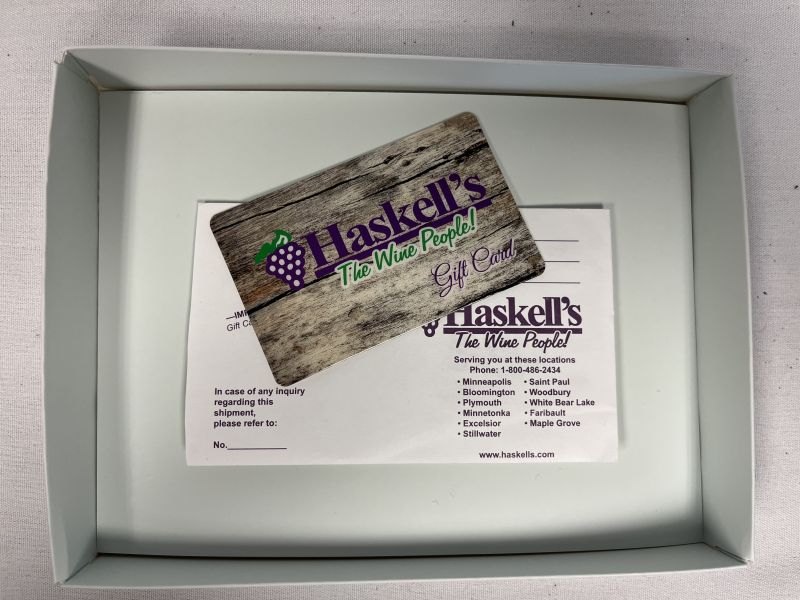 Haskell's
The Wine People!
Gift Card
Gift
Haskell's
The Wine People!
Serving you at these locations
Phone: 1-800-486-2434
• Minneapolis • Saint Paul
• Bloomington • Woodbury
• Plymouth • White Bear Lake
• Minnetonka • Faribault
• Excelsior • Maple Grove
• Stillwater
www.haskells.com
In case of any inquiry
regarding this
shipment,
please refer to:
No.